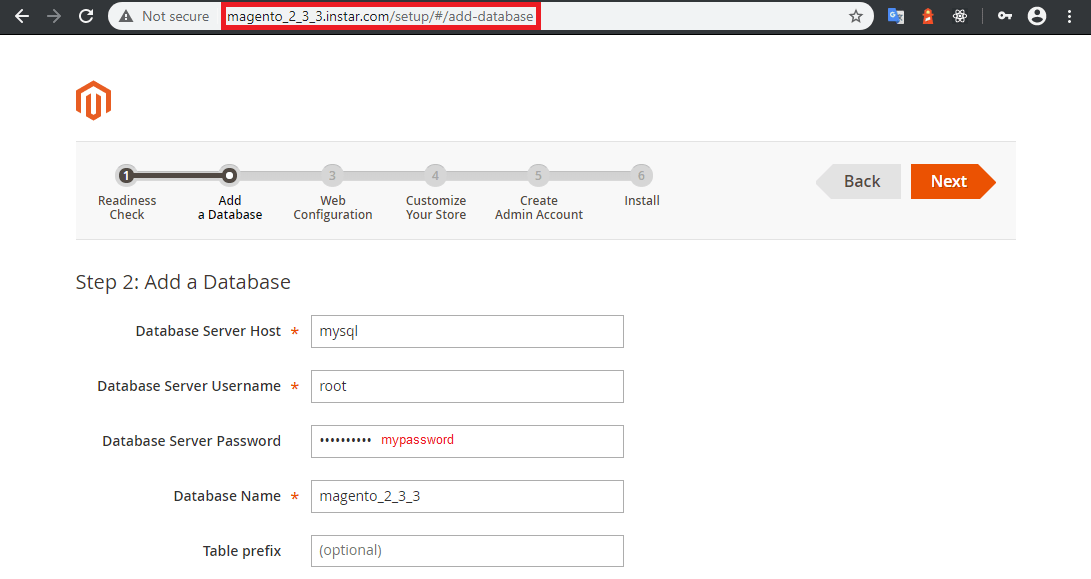 Not secure magento_2_3_3.instar.com/setup/#/add-database
1 3 4 5 6
Readiness Check
Add a Database
Web Configuration
Customize Your Store
Create Admin Account
Install
Back
Next
Step 2: Add a Database
Database Server Host * mysql
Database Server Username * root
Database Server Password •••••••••• mypassword
Database Name * magento_2_3_3
Table prefix (optional)